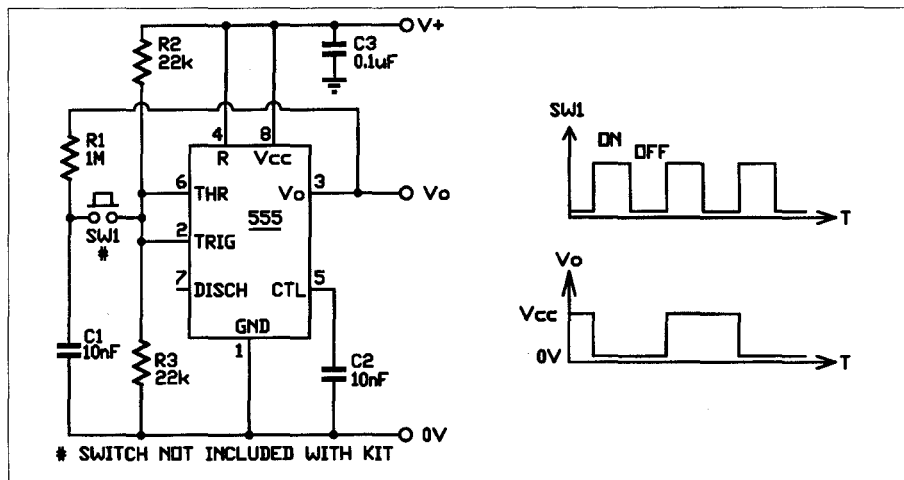 V+
R2
22k
C3
0.1uF
4
8
R
Vcc
R1
1M
6
THR
Vo
3
Vo
555
SW1
#
2
TRIG
7
DISCH
CTL
5
GND
1
C1
10nF
R3
22k
C2
10nF
0V
# SWITCH NOT INCLUDED WITH KIT
SW1
ON
OFF
T
Vo
Vcc
0V
T